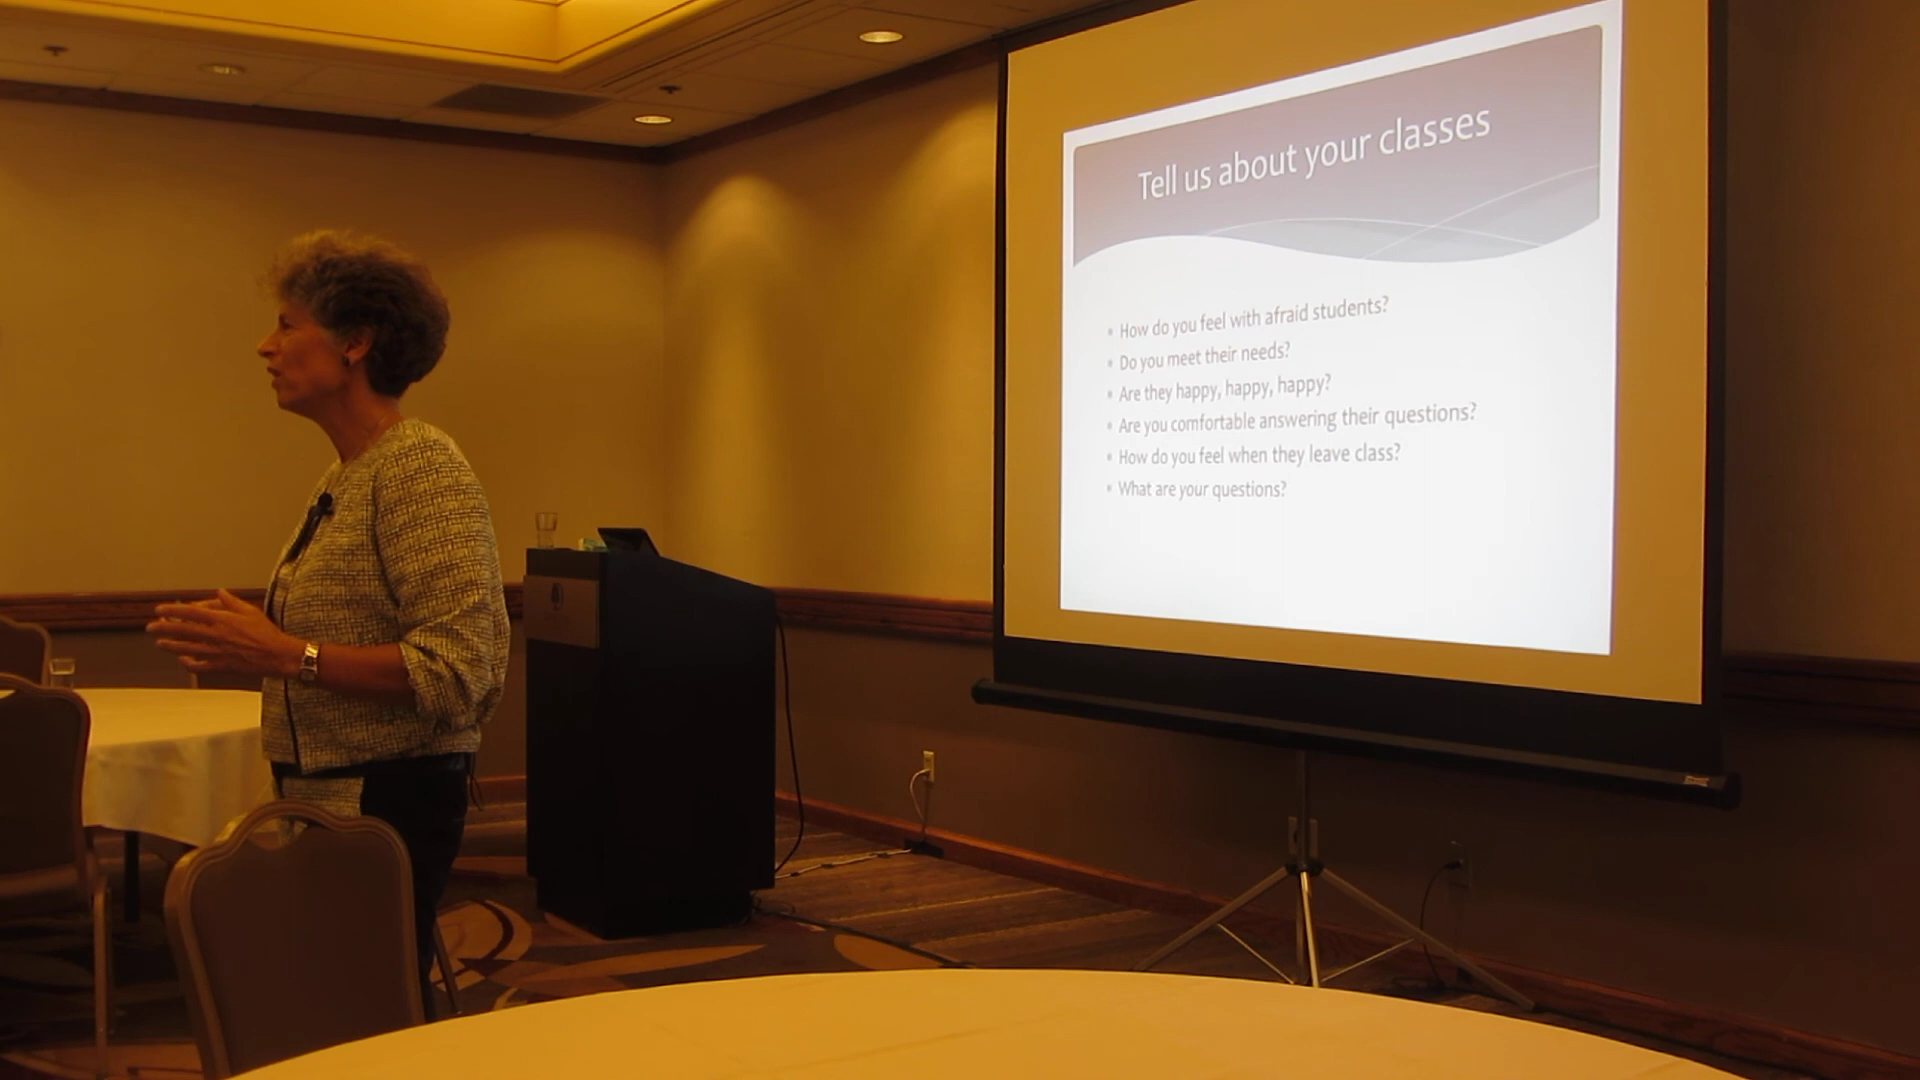 Tell us about your classes
• How do you feel with afraid students?
• Do you meet their needs?
• Are they happy, happy, happy?
• Are you comfortable answering their questions?
• How do you feel when they leave class?
• What are your questions?